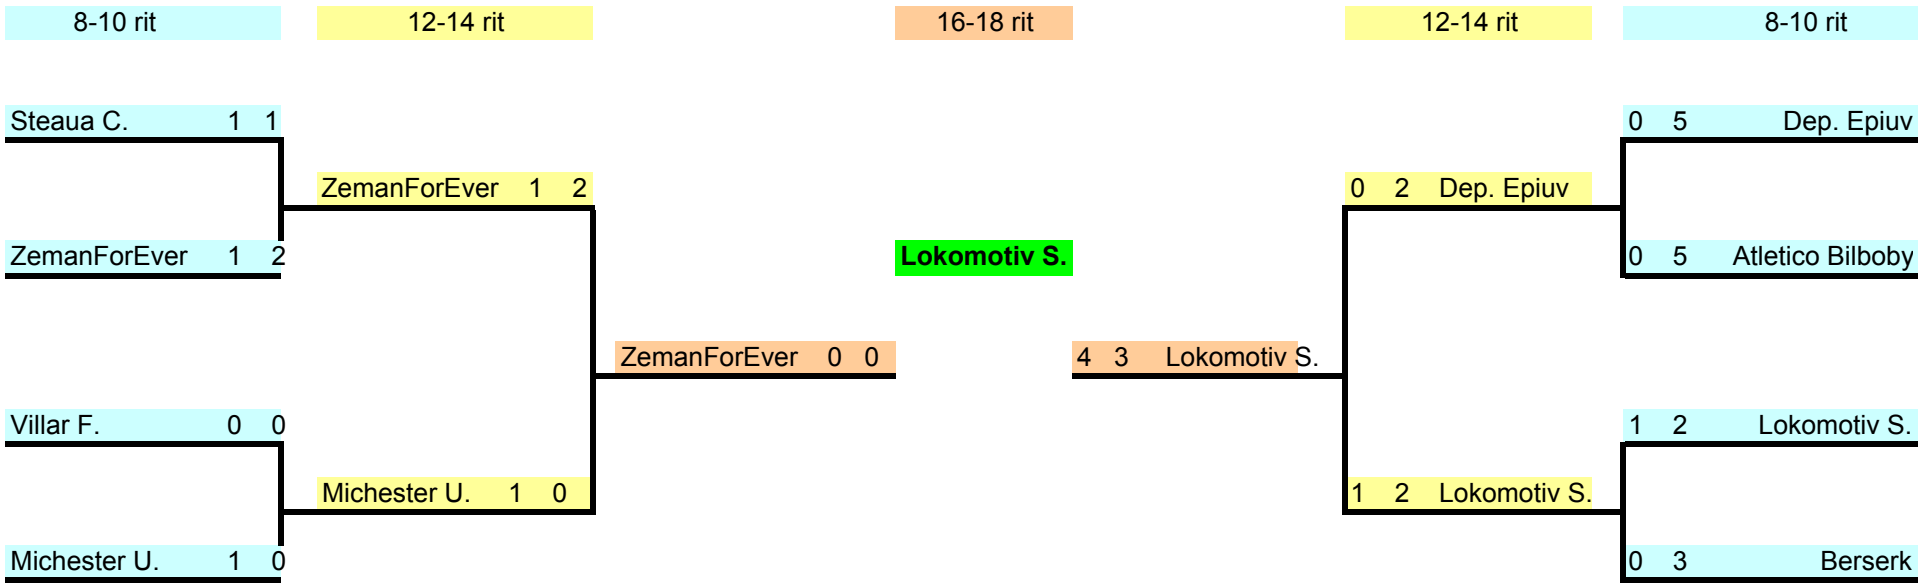 8-10 rit 12-14 rit 16-18 rit 12-14 rit 8-10 rit
Steaua C. 1 1 0 5 Dep. Epiuv
ZemanForEver 1 2 0 2 Dep. Epiuv
ZemanForEver 1 2 Lokomotiv S. 0 5 Atletico Bilboby
ZemanForEver 0 0 4 3 Lokomotiv S.
Villar F. 0 0 1 2 Lokomotiv S.
Michester U. 1 0 1 2 Lokomotiv S.
Michester U. 1 0 0 3 Berserk